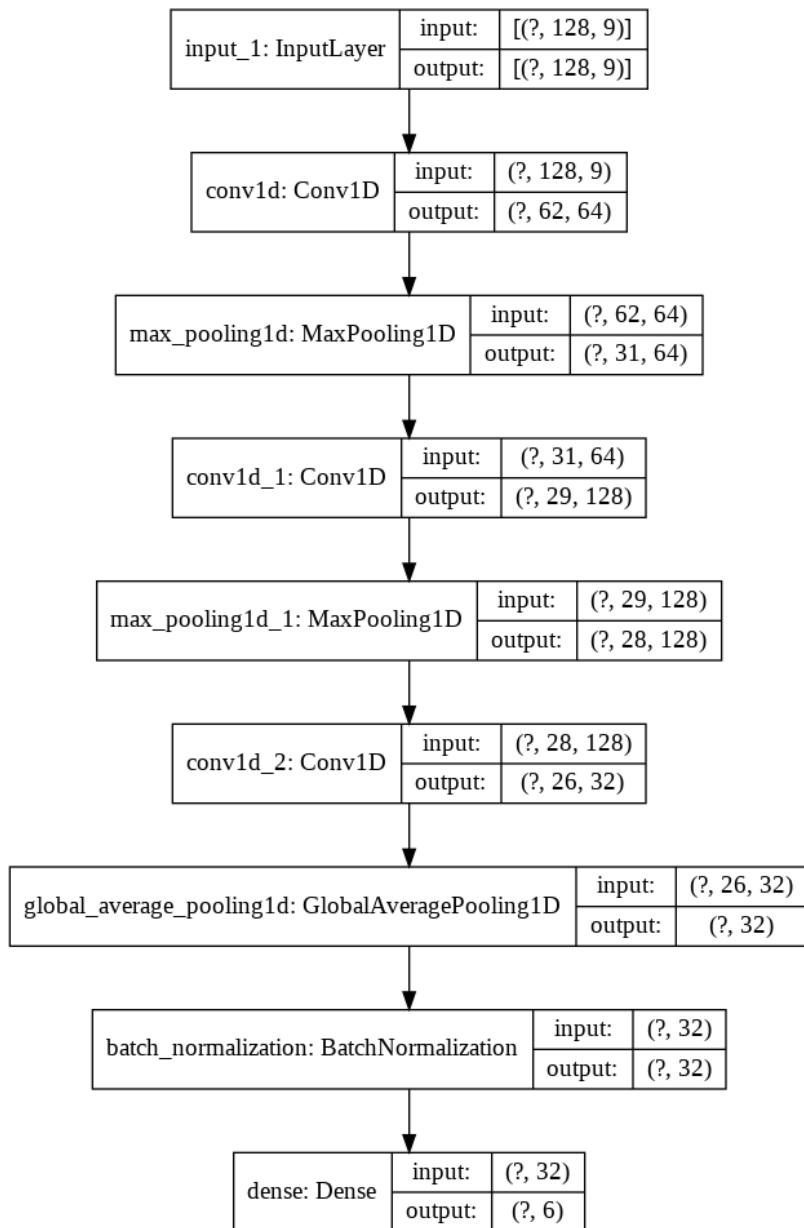 input_1: InputLayer
input: [(?, 128, 9)]
output: [(?, 128, 9)]
conv1d: Conv1D
input: (?, 128, 9)
output: (?, 62, 64)
max_pooling1d: MaxPooling1D
input: (?, 62, 64)
output: (?, 31, 64)
conv1d_1: Conv1D
input: (?, 31, 64)
output: (?, 29, 128)
max_pooling1d_1: MaxPooling1D
input: (?, 29, 128)
output: (?, 28, 128)
conv1d_2: Conv1D
input: (?, 28, 128)
output: (?, 26, 32)
global_average_pooling1d: GlobalAveragePooling1D
input: (?, 26, 32)
output: (?, 32)
batch_normalization: BatchNormalization
input: (?, 32)
output: (?, 32)
dense: Dense
input: (?, 32)
output: (?, 6)